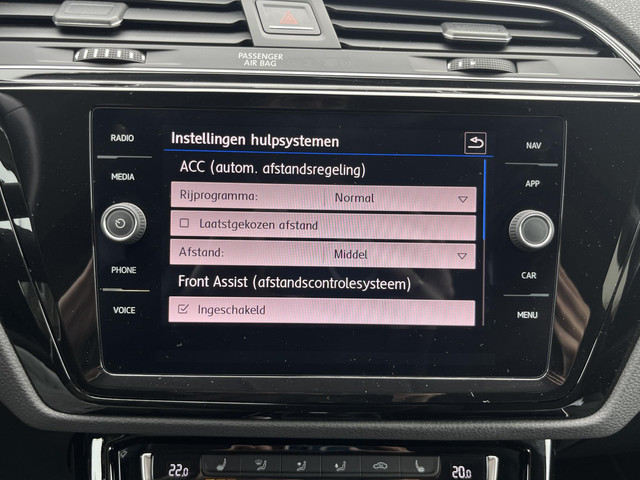 PASSENGER
AIR BAG
RADIO
MEDIA
PHONE
VOICE
Instellingen hulpsystemen
ACC (autom. afstandsregeling)
Rijprogramma: Normal
Laatstgekozen afstand
Afstand: Middel
Front Assist (afstandscontrolesysteem)
Ingeschakeld
NAV
APP
CAR
MENU
22.0
20.0